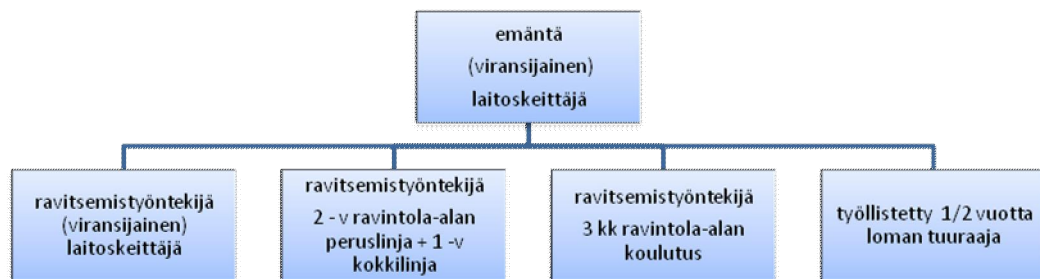 emäntä
(viransijainen)
laitoskeittäjä
ravitsemistyöntekijä
(viransijainen)
laitoskeittäjä
ravitsemistyöntekijä
2 - v ravintola-alan
peruslinja + 1 -v
kokkilinja
ravitsemistyöntekijä
3 kk ravintola-alan
koulutus
työllistetty 1/2 vuotta
loman tuuraaja